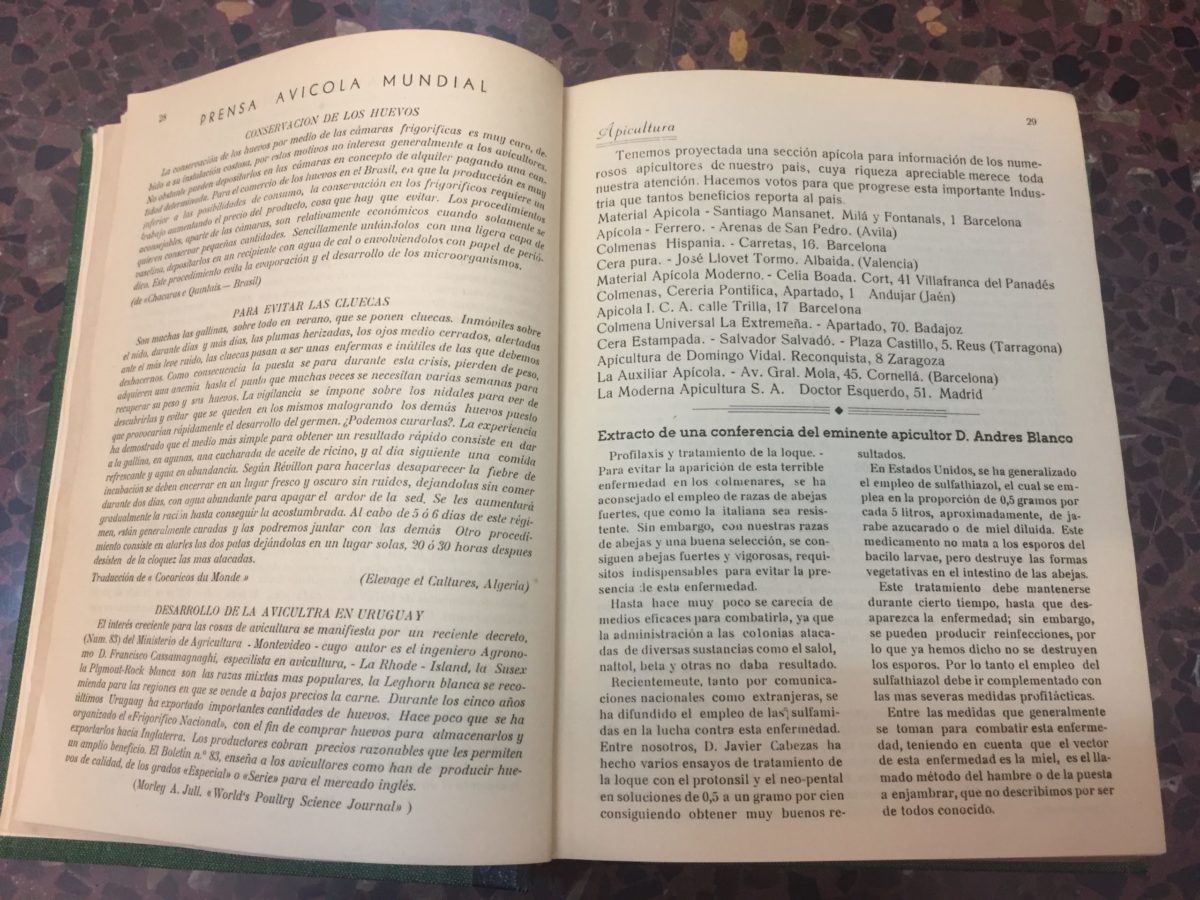 28
PRENSA AVICOLA MUNDIAL
CONSERVACION DE LOS HUEVOS
La conservación de los huevos por medio de las cámaras frigorificas es muy caro, de-
bido a su instalación costosa, por estos motivos no interesa generalmente a los avicultores.
No obstante pueden depositarlos en las cámaras en concepto de alquiler pagando una can-
tidad determinada. Para el comercio de los huevos en el Brasil, en que la producción es muy
inferior a las posibilidades de consumo, la conservación en los frigorificos requiere un
trabajo aumentando el precio del producto, cosa que hay que evitar. Los procedimientos
aconsejables, aparte de las cámaras, son relativamente económicos cuando solamente se
quieren conservar pequeñas cantidades. Sencillamente untándolos con una ligera capa de
vaselina, depositarlos en un recipiente con agua de cal o envolviendolos con papel de perió-
dico. Este procedimiento evita la evaporación y el desarrollo de los microorganismos.
(de «Chacaras e Quintais.— Brasil)
PARA EVITAR LAS CLUECAS
Son muchas las gallinas, sobre todo en verano, que se ponen cluecas. Inmóviles sobre
el nido, durante días y más días, las plumas herizadas, los ojos medio cerrados, alertadas
ante el más leve ruido, las cluecas pasan a ser unas enfermas e inútiles de las que debemos
deshacernos. Como consecuencia la puesta se para durante esta crisis, pierden de peso,
adquieren una anemia hasta el punto que muchas veces se necesitan varias semanas para
recuperar su peso y sus huevos. La vigilancia se impone sobre los nidales para ver de
descubrirlas y evitar que se queden en los mismos malogrando los demás huevos puesto
que provocarian rápidamente el desarrollo del germen. ¿Podemos curarlas?. La experiencia
ha demostrado que el medio más simple para obtener un resultado rápido consiste en dar
a la gallina, en ayunas, una cucharada de aceite de ricino, y al día siguiente una comida
refrescante y agua en abundancia. Según Révillon para hacerlas desaparecer la fiebre de
incubación se deben encerrar en un lugar fresco y oscuro sin ruidos, dejandolas sin comer
durante dos días, con agua abundante para apagar el ardor de la sed. Se les aumentará
gradualmente la ración hasta conseguir la acostumbrada. Al cabo de 5 ó 6 días de este régi-
men, están generalmente curadas y las podremos juntar con las demás Otro procedi-
miento consiste en atarles las dos patas dejándolas en un lugar solas, 20 ó 30 horas despues
desisten de la cloquez las mas atacadas.
Traducción de « Cocaricos du Monde »
(Elevage el Cultures, Algeria)
DESARROLLO DE LA AVICULTRA EN URUGUAY
El interés creciente para las cosas de avicultura se manifiesta por un reciente decreto,
(Num. 83) del Ministerio de Agricultura - Montevideo - cugo autor es el ingeniero Agrono-
mo D. Francisco Cassamagnaghi, especilista en avicultura, - La Rhode - Island, la Susex
la Plgmout-Rock blanca son las razas mixtas mas populares, la Leghorn blanca se reco-
mienda para las regiones en que se vende a bajos precios la carne. Durante los cinco años
últimos Uruguay ha exportado importantes cantidades de huevos. Hace poco que se ha
organizado el «Frigorífico Nacional», con el fin de comprar huevos para almacenarlos y
exportarlos hacia Inglaterra. Los productores cobran precios razonables que les permiten
un amplio beneficio. El Boletin n.º 83, enseña a los avicultores como han de producir hue-
vos de calidad, de los grados «Especial» o «Serie» para el mercado inglés.
(Morley A. Jull. «World's Poultry Science Journal» )
29
Apicultura
Tenemos proyectada una sección apícola para información de los nume-
rosos apicultores de nuestro país, cuya riqueza apreciable merece toda
nuestra atención. Hacemos votos para que progrese esta importante Indus-
tria que tantos beneficios reporta al país.
Material Apicola - Santiago Mansanet. Milá y Fontanals, 1 Barcelona
Apícola - Ferrero. - Arenas de San Pedro. (Avila)
Colmenas Hispania. - Carretas, 16. Barcelona
Cera pura. - José Llovet Tormo. Albaida. (Valencia)
Material Apícola Moderno. - Celia Boada. Cort, 41 Villafranca del Panadés
Colmenas, Cereria Pontifica, Apartado, 1 Andujar (Jaén)
Apicola I. C. A. calle Trilla, 17 Barcelona
Colmena Universal La Extremeña. - Apartado, 70. Badajoz
Cera Estampada. - Salvador Salvadó. - Plaza Castillo, 5. Reus (Tarragona)
Apicultura de Domingo Vidal. Reconquista, 8 Zaragoza
La Auxiliar Apícola. - Av. Gral. Mola, 45. Cornellá. (Barcelona)
La Moderna Apicultura S. A. Doctor Esquerdo, 51. Madrid
Extracto de una conferencia del eminente apicultor D. Andres Blanco
Profilaxis y tratamiento de la loque. -
Para evitar la aparición de esta terrible
enfermedad en los colmenares, se ha
aconsejado el empleo de razas de abejas
fuertes, que como la italiana sea resis-
tente. Sin embargo, con nuestras razas
de abejas y una buena selección, se con-
siguen abejas fuertes y vigorosas, requi-
sitos indispensables para evitar la pre-
sencia de esta enfermedad.
Hasta hace muy poco se carecía de
medios eficaces para combatirla, ya que
la administración a las colonias ataca-
das de diversas sustancias como el salol,
naltol, beta y otras no daba resultado.
Recientemente, tanto por comunica-
ciones nacionales como extranjeras, se
ha difundido el empleo de las sulfami-
das en la lucha contra esta enfermedad.
Entre nosotros, D. Javier Cabezas ha
hecho varios ensayos de tratamiento de
la loque con el protonsil y el neo-pental
en soluciones de 0,5 a un gramo por cien
consiguiendo obtener muy buenos re-
sultados.
En Estados Unidos, se ha generalizado
el empleo de sulfathiazol, el cual se em-
plea en la proporción de 0,5 gramos por
cada 5 litros, aproximadamente, de ja-
rabe azucarado o de miel diluida. Este
medicamento no mata a los esporos del
bacilo larvae, pero destruye las formas
vegetativas en el intestino de las abejas.
Este tratamiento debe mantenerse
durante cierto tiempo, hasta que des-
aparezca la enfermedad; sin embargo,
se pueden producir reinfecciones, por
lo que ya hemos dicho no se destruyen
los esporos. Por lo tanto el empleo del
sulfathiazol debe ir complementado con
las mas severas medidas profilácticas.
Entre las medidas que generalmente
se toman para combatir esta enferme-
dad, teniendo en cuenta que el vector
de esta enfermedad es la miel, es el lla-
mado método del hambre o de la puesta
a enjambrar, que no describimos por ser
de todos conocido.